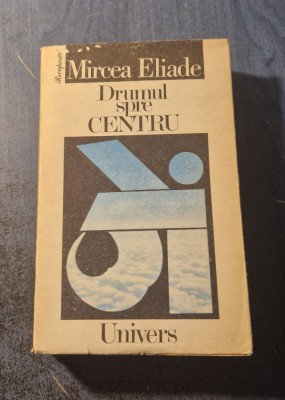 Mircea Eliade
Drumul
spre
CENTRU
Univers